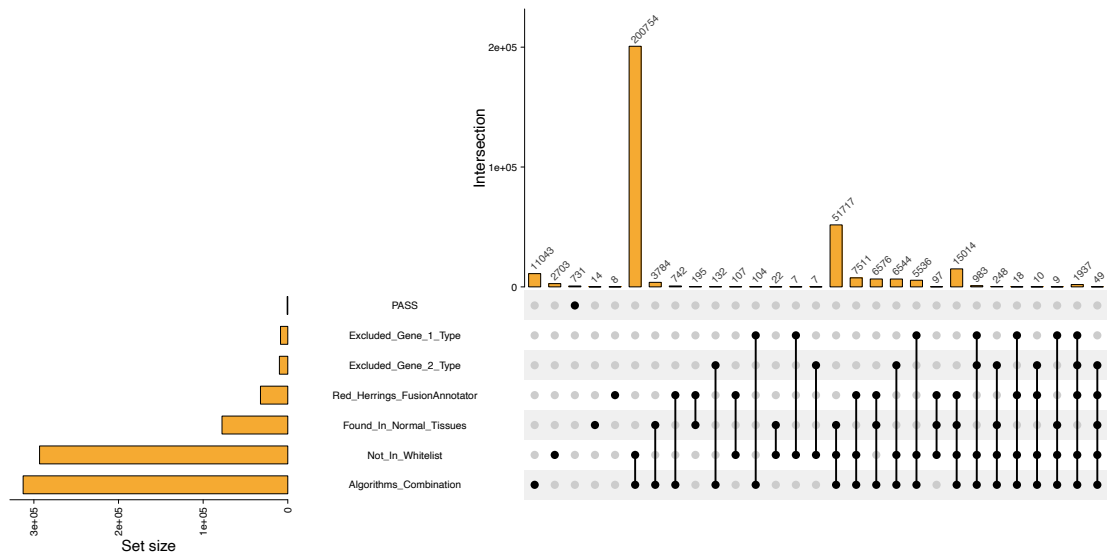 2e+05
1e+05
0
Intersection
11043
2703
731
14
8
200754
3784
742
195
132
107
104
22
7
7
51717
7511
6576
6544
5536
97
15014
983
248
18
10
9
1937
49
PASS
Excluded_Gene_1_Type
Excluded_Gene_2_Type
Red_Herrings_FusionAnnotator
Found_In_Normal_Tissues
Not_In_Whitelist
Algorithms_Combination
3e+05
2e+05
1e+05
0
Set size